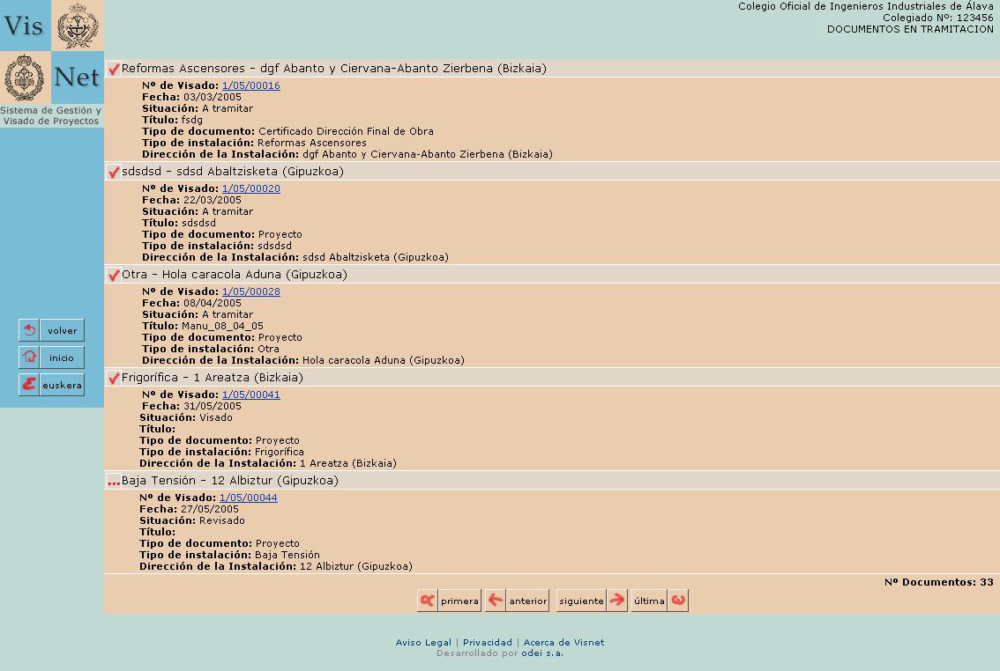 Vis
Net
Sistema de Gestión y
Visado de Proyectos
Colegio Oficial de Ingenieros Industriales de Álava
Colegiado Nº: 123456
DOCUMENTOS EN TRAMITACION
Reformas Ascensores - dgf Abanto y Ciervana-Abanto Zierbena (Bizkaia)
Nº de Visado: 1/05/00016
Fecha: 03/03/2005
Situación: A tramitar
Título: fsdg
Tipo de documento: Certificado Dirección Final de Obra
Tipo de instalación: Reformas Ascensores
Dirección de la Instalación: dgf Abanto y Ciervana-Abanto Zierbena (Bizkaia)
sdsdsd - sdsd Abaltzisketa (Gipuzkoa)
Nº de Visado: 1/05/00020
Fecha: 22/03/2005
Situación: A tramitar
Título: sdsdsd
Tipo de documento: Proyecto
Tipo de instalación: sdsdsd
Dirección de la Instalación: sdsd Abaltzisketa (Gipuzkoa)
Otra - Hola caracola Aduna (Gipuzkoa)
Nº de Visado: 1/05/00028
Fecha: 08/04/2005
Situación: A tramitar
Título: Manu_08_04_05
Tipo de documento: Proyecto
Tipo de instalación: Otra
Dirección de la Instalación: Hola caracola Aduna (Gipuzkoa)
Frigorífica - 1 Areatza (Bizkaia)
Nº de Visado: 1/05/00041
Fecha: 31/05/2005
Situación: Visado
Título:
Tipo de documento: Proyecto
Tipo de instalación: Frigorífica
Dirección de la Instalación: 1 Areatza (Bizkaia)
Baja Tensión - 12 Albiztur (Gipuzkoa)
Nº de Visado: 1/05/00044
Fecha: 27/05/2005
Situación: Revisado
Título:
Tipo de documento: Proyecto
Tipo de instalación: Baja Tensión
Dirección de la Instalación: 12 Albiztur (Gipuzkoa)
Nº Documentos: 33
volver
inicio
euskera
primera anterior siguiente última
Aviso Legal | Privacidad | Acerca de Visnet
Desarrollado por odei s.a.